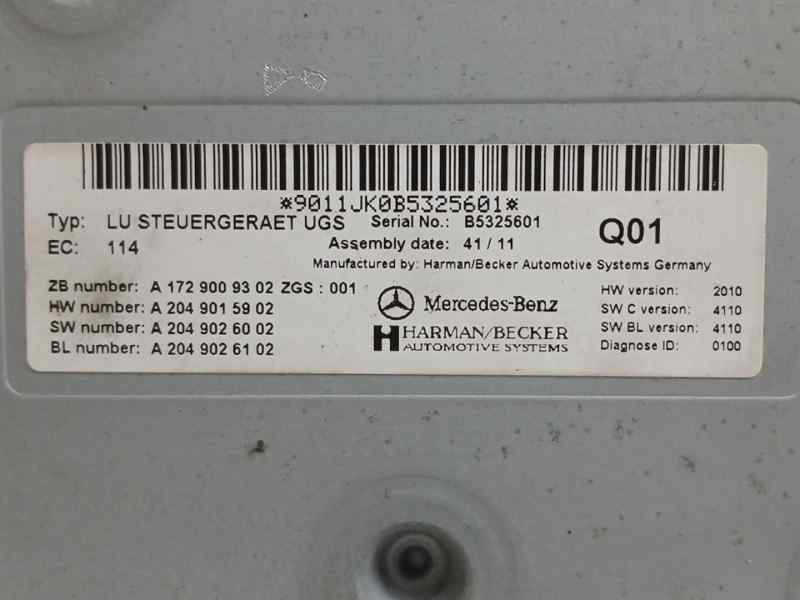 *9011JK0B5325601*
Typ: LU STEUERGERAET UGS Serial No.: B5325601 Q01
EC: 114 Assembly date: 41 / 11
Manufactured by: Harman/Becker Automotive Systems Germany
ZB number: A 172 900 93 02 ZGS : 001 HW version: 2010
HW number: A 204 901 59 02 Mercedes-Benz SW C version: 4110
SW number: A 204 902 60 02 HARMAN/BECKER SW BL version: 4110
BL number: A 204 902 61 02 AUTOMOTIVE SYSTEMS Diagnose ID: 0100